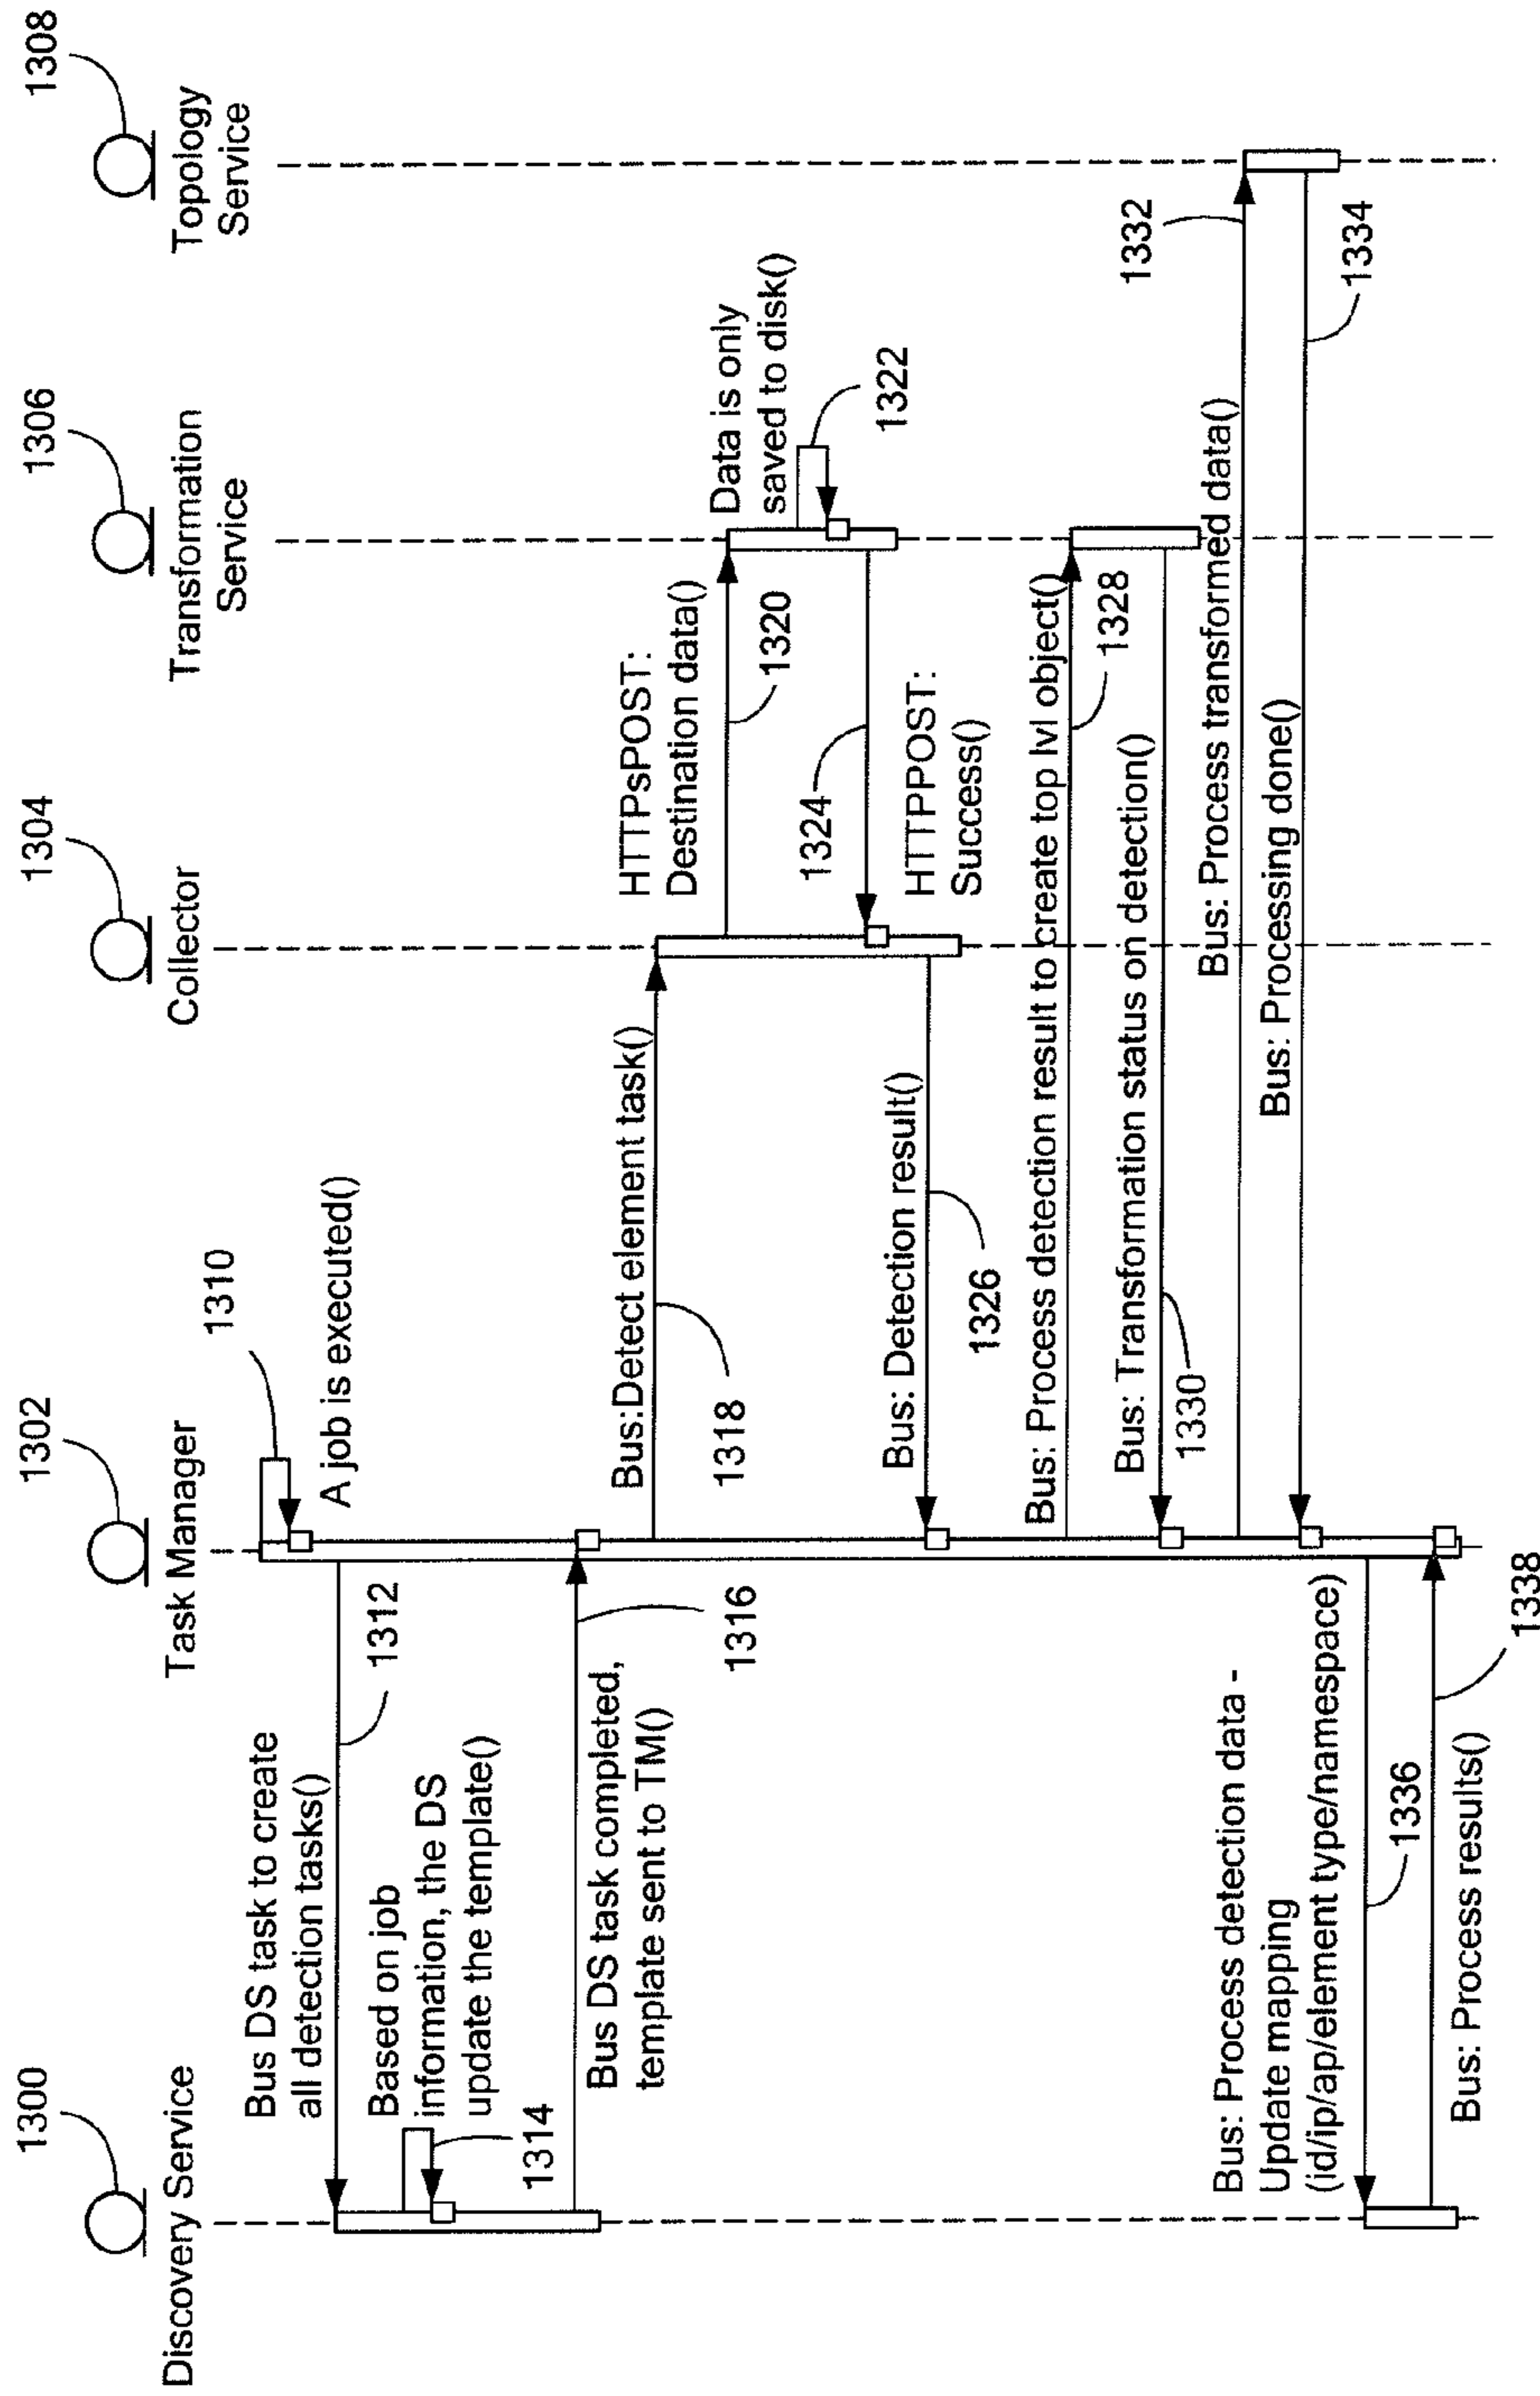 1300
1302
1304
1306
1308
Discovery Service
Task Manager
Collector
Transformation
Service
Topology
Service
1310
A job is executed()
Bus DS task to create
all detection tasks()
1312
Based on job
information, the DS
update the template()
1314
Bus DS task completed,
template sent to TM()
1316
Bus:Detect element task()
1318
HTTPsPOST:
Destination data()
1320
Data is only
saved to disk()
1322
1324
HTTPPOST:
Success()
Bus: Detection result()
1326
Bus: Process detection result to create top lvl object()
1328
Bus: Transformation status on detection()
1330
Bus: Process transformed data()
1332
Bus: Processing done()
1334
Bus: Process detection data -
Update mapping
(id/ip/ap/element type/namespace)
1336
Bus: Process results()
1338